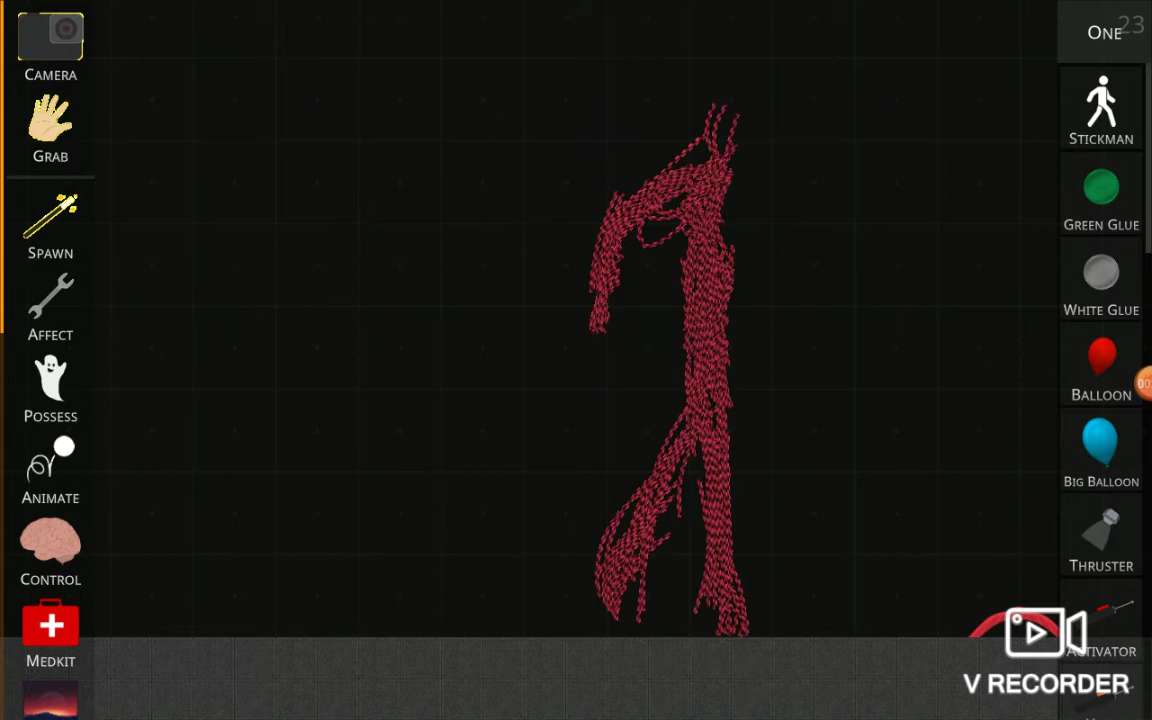 CAMERA
GRAB
SPAWN
AFFECT
POSSESS
ANIMATE
CONTROL
MEDKIT
ONE
23
STICKMAN
GREEN GLUE
WHITE GLUE
BALLOON
00
BIG BALLOON
THRUSTER
ACTIVATOR
V RECORDER